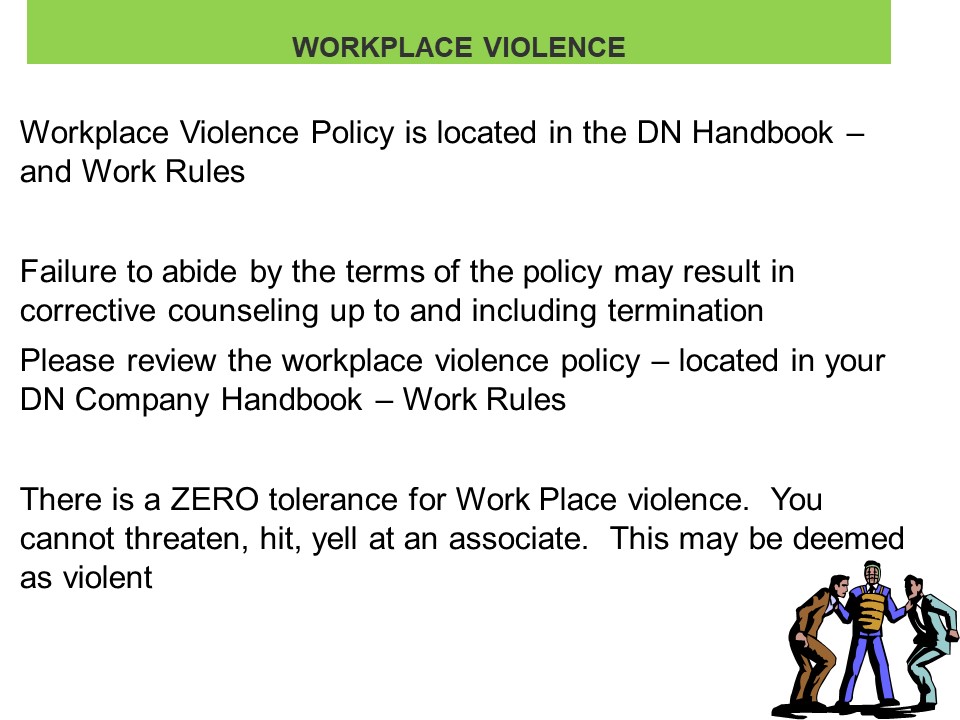 WORKPLACE VIOLENCE
Workplace Violence Policy is located in the DN Handbook –
and Work Rules
Failure to abide by the terms of the policy may result in
corrective counseling up to and including termination
Please review the workplace violence policy – located in your
DN Company Handbook – Work Rules
There is a ZERO tolerance for Work Place violence.  You
cannot threaten, hit, yell at an associate.  This may be deemed
as violent